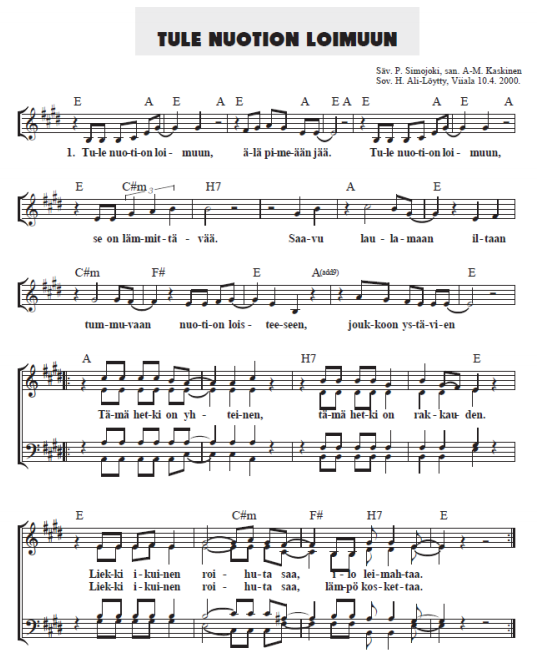 TULE NUOTION LOIMUUN
Säv. P. Simojoki, san. A-M. Kaskinen
Sov. H. Ali-Löytty, Viiala 10.4. 2000.
E A E A E A E A E A E A
1. Tu-le nuo-ti-on loi - muun, ä-lä pi-me-ään jää. Tu-le nuo-ti-on loi - muun,
E C#m H7 A E
3
se on läm-mit-tä - vää. Saa-vu lau - la-maan il-taan
C#m F# E A(add9) E
tum-mu-vaan nuo-ti-on lois - tee-seen, jouk-koon ys-tä-vi-en
A H7 E
Tä-mä het-ki on yh - tei-nen, tä-mä het-ki on rak - kau - den.
E C#m F# H7 E
Liek-ki i-kui-nen roi - hu-ta saa, i - lo lei-mah-taa.
Liek-ki i-kui-nen roi - hu-ta saa, läm-pö kos-ket-taa.